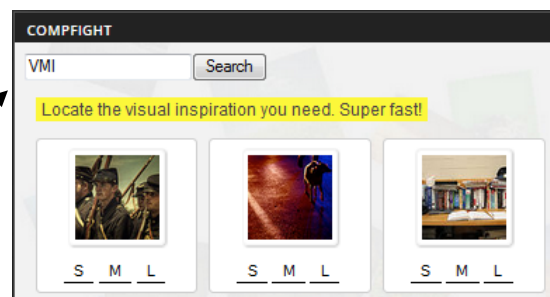 COMPFIGHT
VMI Search
Locate the visual inspiration you need. Super fast!
S M L S M L S M L